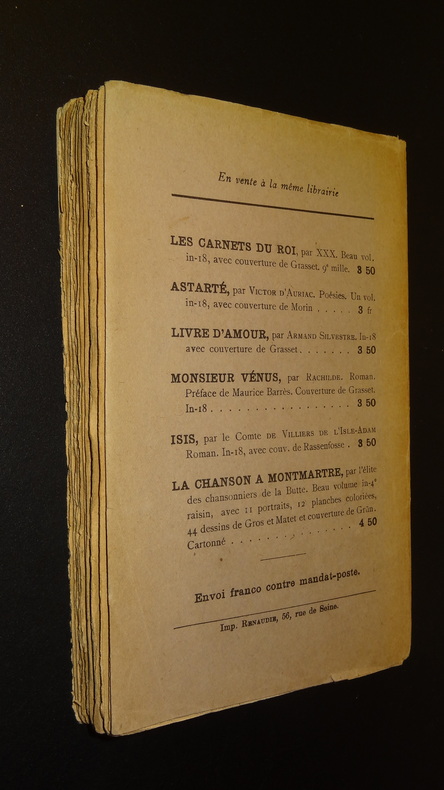 En vente à la même librairie
LES CARNETS DU ROI, par XXX. Beau vol.
in-18, avec couverture de Grasset. 9e mille. 3 50
ASTARTÉ, par VICTOR D'AURIAC. Poésies. Un vol.
in-18, avec couverture de Morin . . . . . 3 fr
LIVRE D'AMOUR, par ARMAND SILVESTRE. In-18
avec couverture de Grasset. . . . . . . . 3 50
MONSIEUR VÉNUS, par RACHILDE. Roman.
Préface de Maurice Barrès. Couverture de Grasset.
In-18 . . . . . . . . . . . . . . . . . 3 50
ISIS, par le Comte DE VILLIERS DE L'ISLE-ADAM
Roman. In-18, avec couv. de Rassenfosse . 3 50
LA CHANSON A MONTMARTRE, par l'élite
des chansonniers de la Butte. Beau volume in-4°
raisin, avec 11 portraits, 12 planches coloriées,
44 dessins de Gros et Matet et couverture de Grün.
Cartonné . . . . . . . . . . . . . . . 4 50
Envoi franco contre mandat-poste.
Imp. RENAUDIE, 56, rue de Seine.